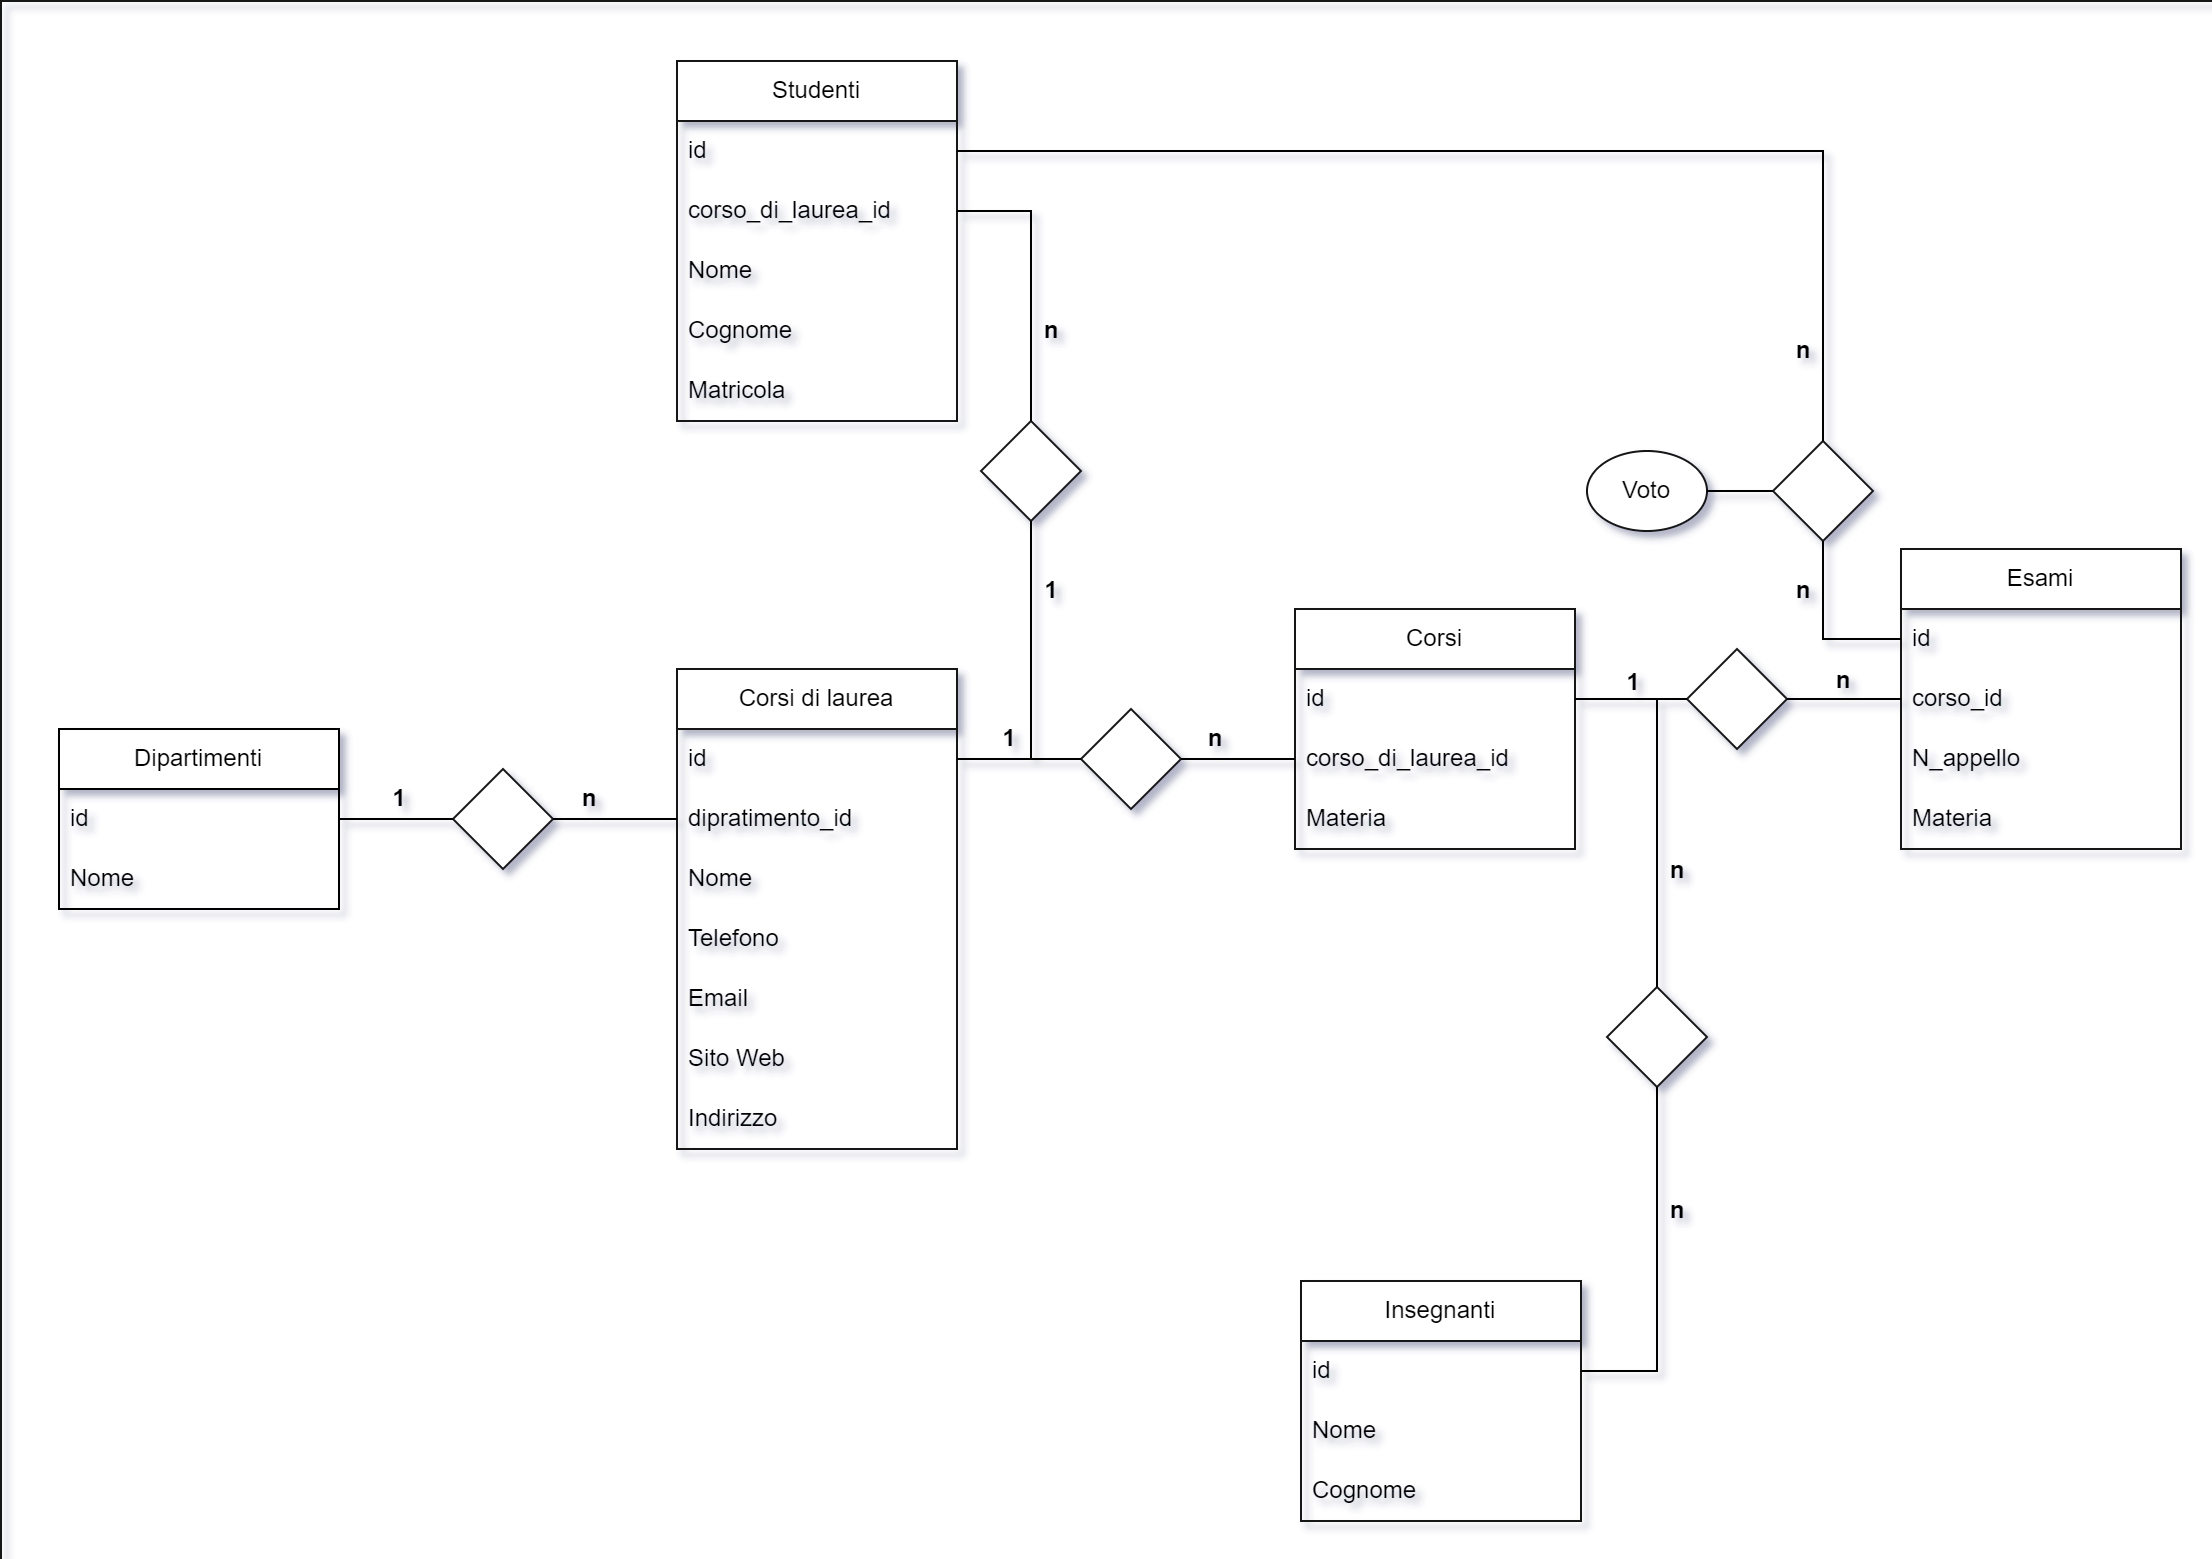 Studenti
id
corso_di_laurea_id
Nome
Cognome
Matricola
n
n
Voto
n
1
Esami
id
corso_id
N_appello
Materia
Corsi
id
corso_di_laurea_id
Materia
1
n
Corsi di laurea
id
dipratimento_id
Nome
Telefono
Email
Sito Web
Indirizzo
1
n
Dipartimenti
id
Nome
1
n
n
n
Insegnanti
id
Nome
Cognome